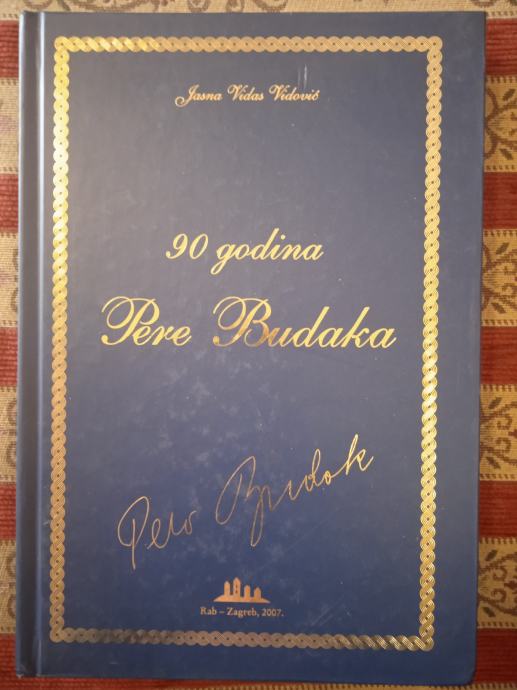 Jasna Vidas Vidović
90 godina
Pere Budaka
Pero Budak
Rab – Zagreb, 2007.